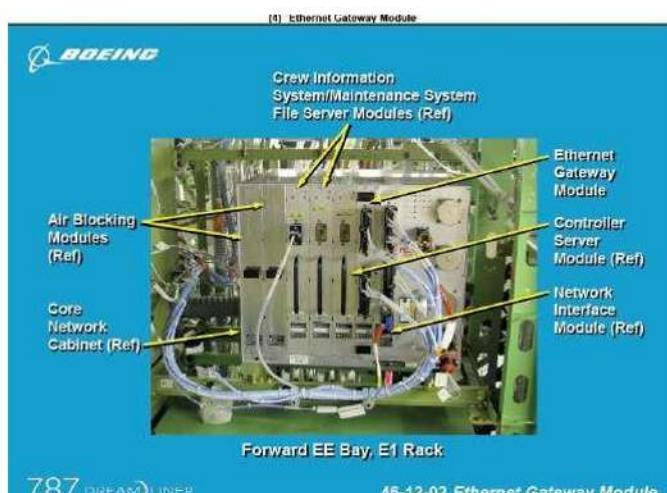 (4) Ethernet Gateway Module
BOEING
Crew Information
System/Maintenance System
File Server Modules (Ref)
Ethernet
Gateway
Module
Air Blocking
Modules
(Ref)
Controller
Server
Module (Ref)
Core
Network
Cabinet (Ref)
Network
Interface
Module (Ref)
Forward EE Bay, E1 Rack
787 DREAMLINER
46-12-02 Ethernet Gateway Module